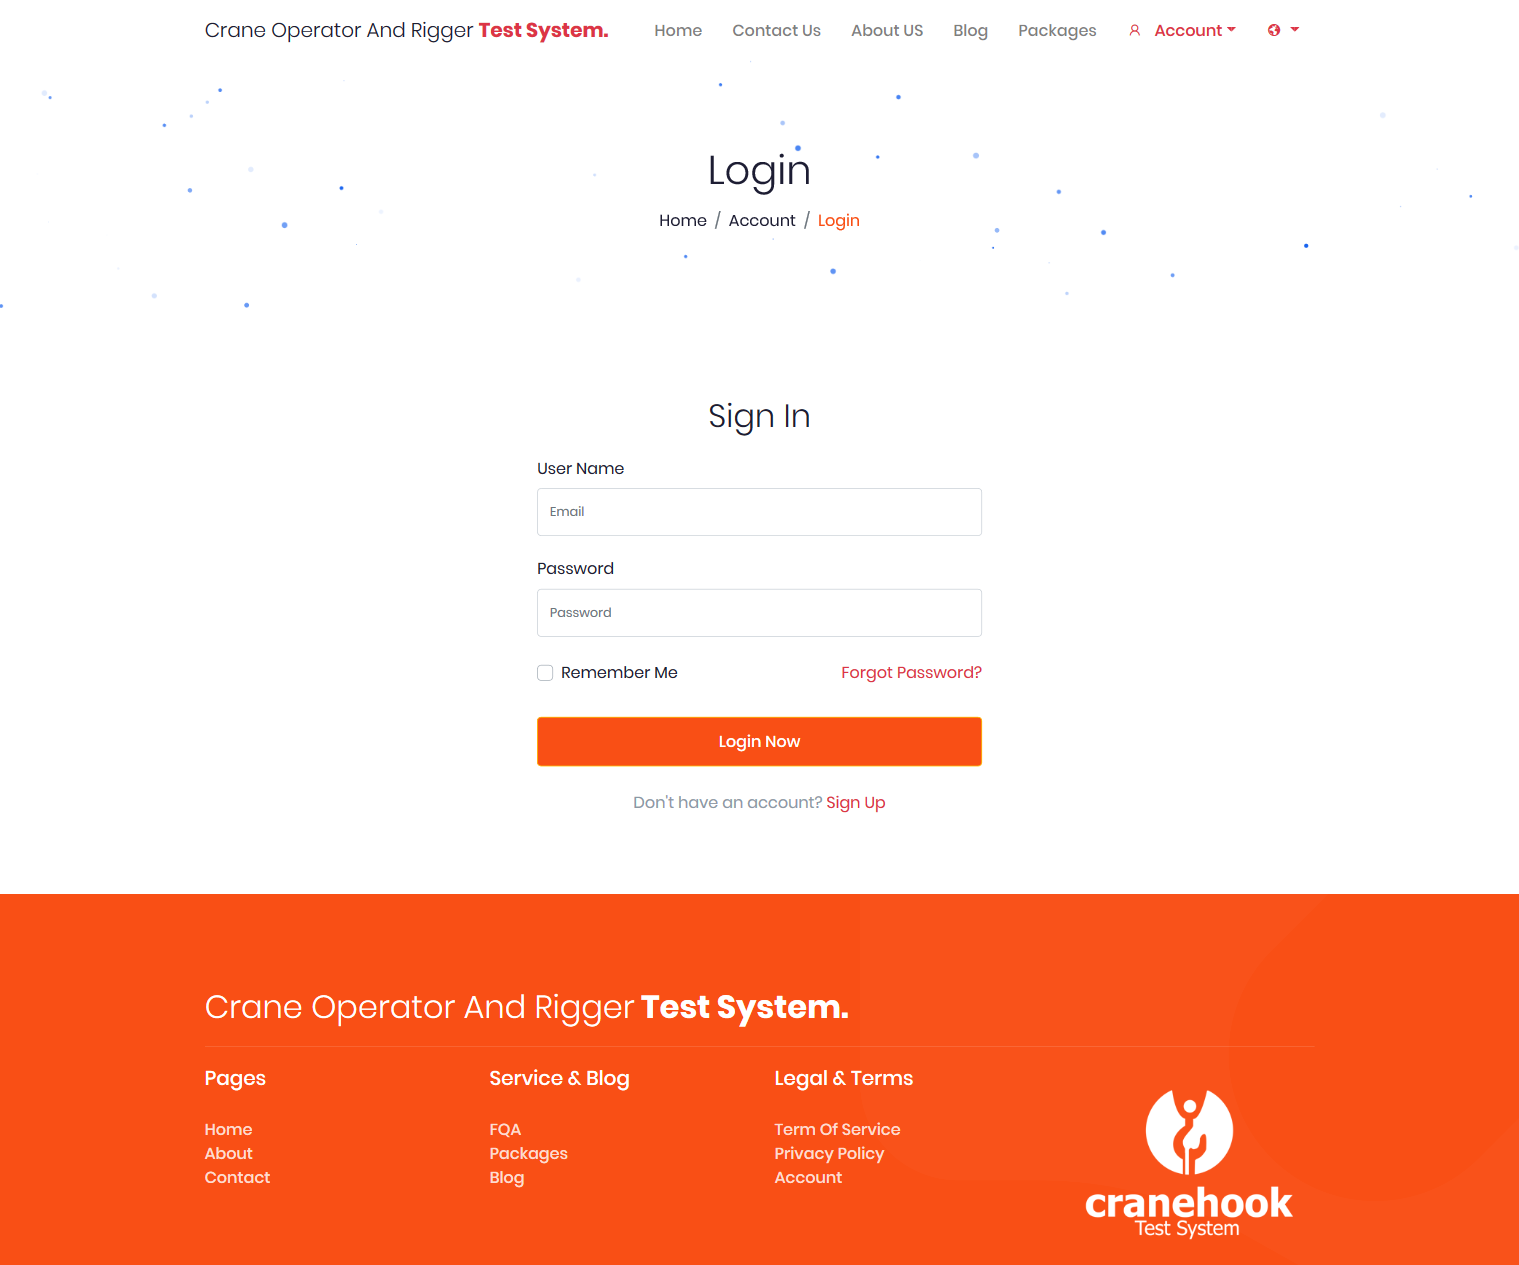 Crane Operator And Rigger Test System.
Home
Contact Us
About US
Blog
Packages
Account
Login
Home / Account / Login
Sign In
User Name
Email
Password
Password
Remember Me
Forgot Password?
Login Now
Don't have an account? Sign Up
Crane Operator And Rigger Test System.
Pages
Home
About
Contact
Service & Blog
FQA
Packages
Blog
Legal & Terms
Term Of Service
Privacy Policy
Account
cranehook
Test System